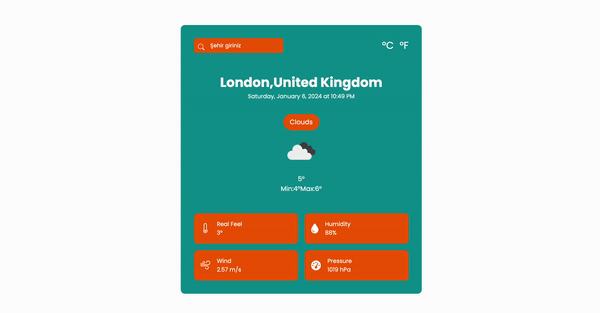 Şehir giriniz
°C °F
London,United Kingdom
Saturday, January 6, 2024 at 10:49 PM
Clouds
5°
Min:4°Max:6°
Real Feel
3°
Humidity
88%
Wind
2.57 m/s
Pressure
1019 hPa